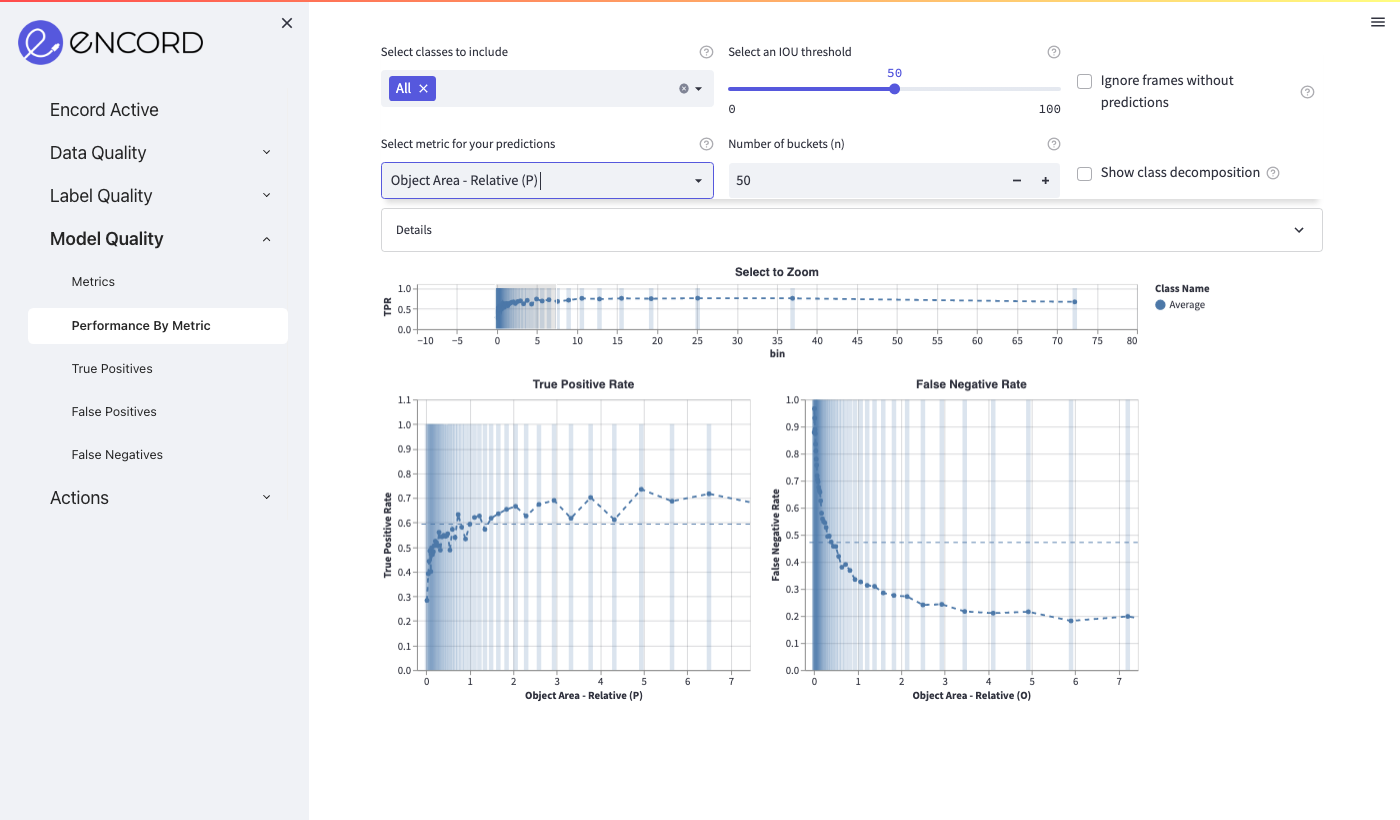 ENCORD
Encord Active
Data Quality
Label Quality
Model Quality
Metrics
Performance By Metric
True Positives
False Positives
False Negatives
Actions
Select classes to include
All
Select an IOU threshold
50
0 100
Ignore frames without
predictions
Select metric for your predictions
Object Area - Relative (P)
Number of buckets (n)
50
Show class decomposition
Details
Select to Zoom
TPR
1.0
0.5
0.0
−10 −5 0 5 10 15 20 25 30 35 40 45 50 55 60 65 70 75 80
bin
Class Name
Average
True Positive Rate
True Positive Rate
1.1
1.0
0.9
0.8
0.7
0.6
0.5
0.4
0.3
0.2
0.1
0.0
0 1 2 3 4 5 6 7
Object Area - Relative (P)
False Negative Rate
False Negative Rate
1.0
0.9
0.8
0.7
0.6
0.5
0.4
0.3
0.2
0.1
0.0
0 1 2 3 4 5 6 7
Object Area - Relative (O)